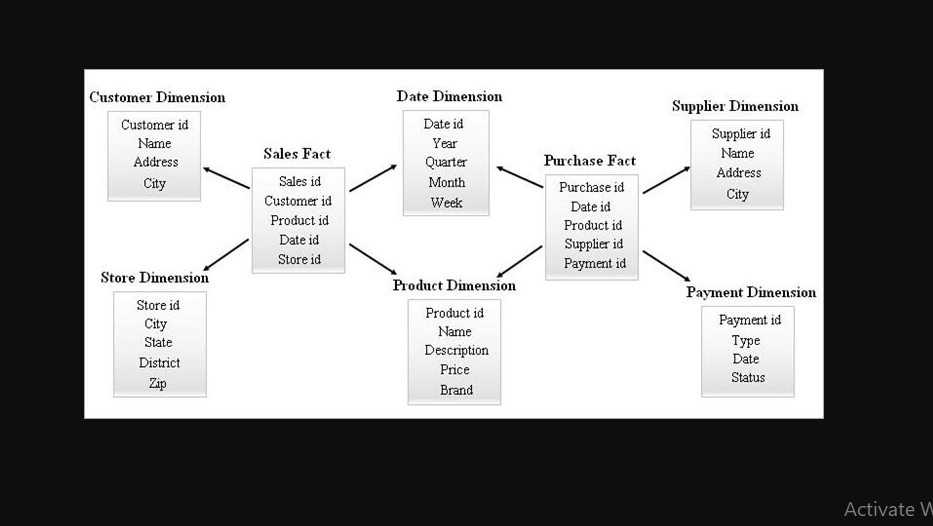 Customer Dimension
Customer id
Name
Address
City
Sales Fact
Sales id
Customer id
Product id
Date id
Store id
Date Dimension
Date id
Year
Quarter
Month
Week
Purchase Fact
Purchase id
Date id
Product id
Supplier id
Payment id
Supplier Dimension
Supplier id
Name
Address
City
Store Dimension
Store id
City
State
District
Zip
Product Dimension
Product id
Name
Description
Price
Brand
Payment Dimension
Payment id
Type
Date
Status
Activate